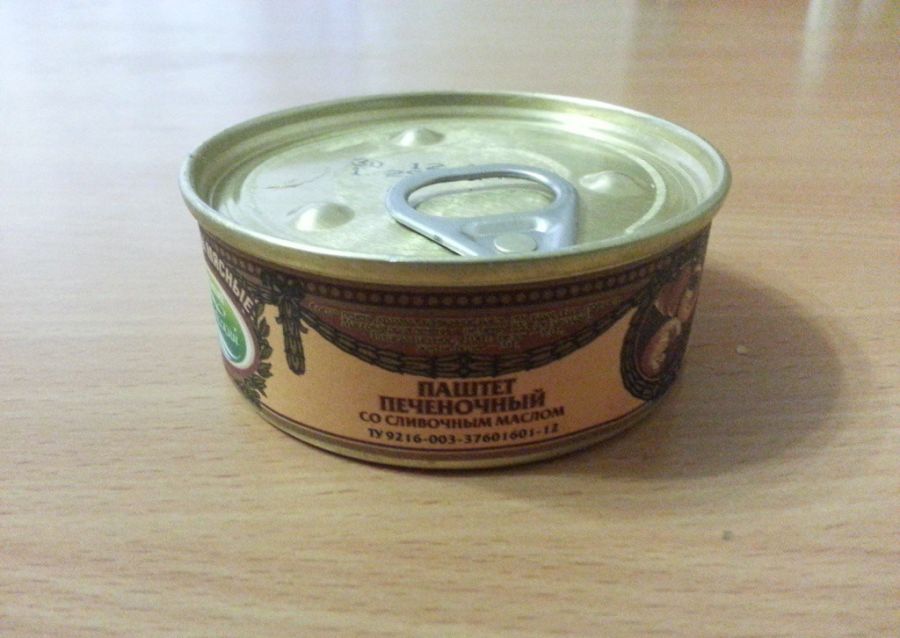 ПАШТЕТ
ПЕЧЕНОЧНЫЙ
СО СЛИВОЧНЫМ МАСЛОМ
ТУ 9216-003-37601601-12